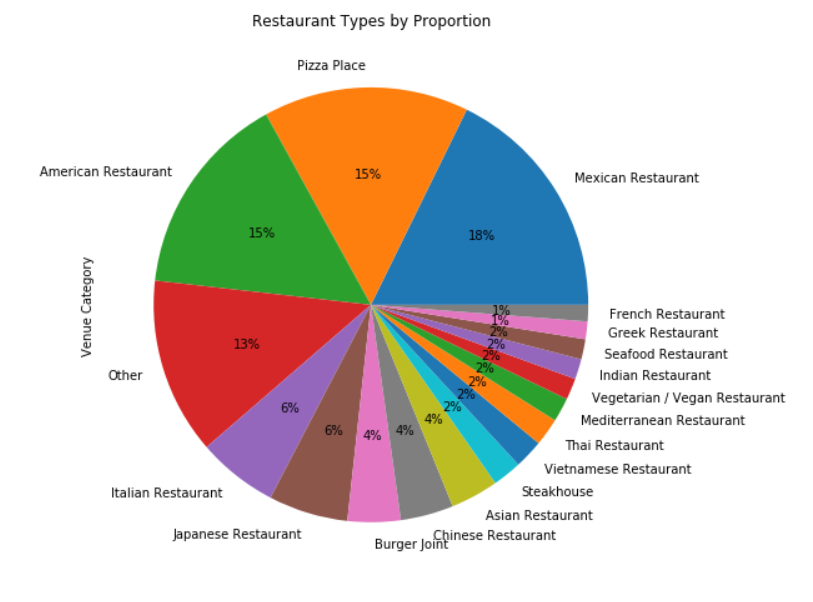 Restaurant Types by Proportion
Pizza Place
American Restaurant
Mexican Restaurant
15%
15%
18%
Venue Category
Other
13%
6%
6%
4%
4%
4%
2%
2%
2%
2%
2%
2%
2%
1%
1%
French Restaurant
Greek Restaurant
Seafood Restaurant
Indian Restaurant
Vegetarian / Vegan Restaurant
Mediterranean Restaurant
Thai Restaurant
Vietnamese Restaurant
Steakhouse
Asian Restaurant
Chinese Restaurant
Burger Joint
Japanese Restaurant
Italian Restaurant